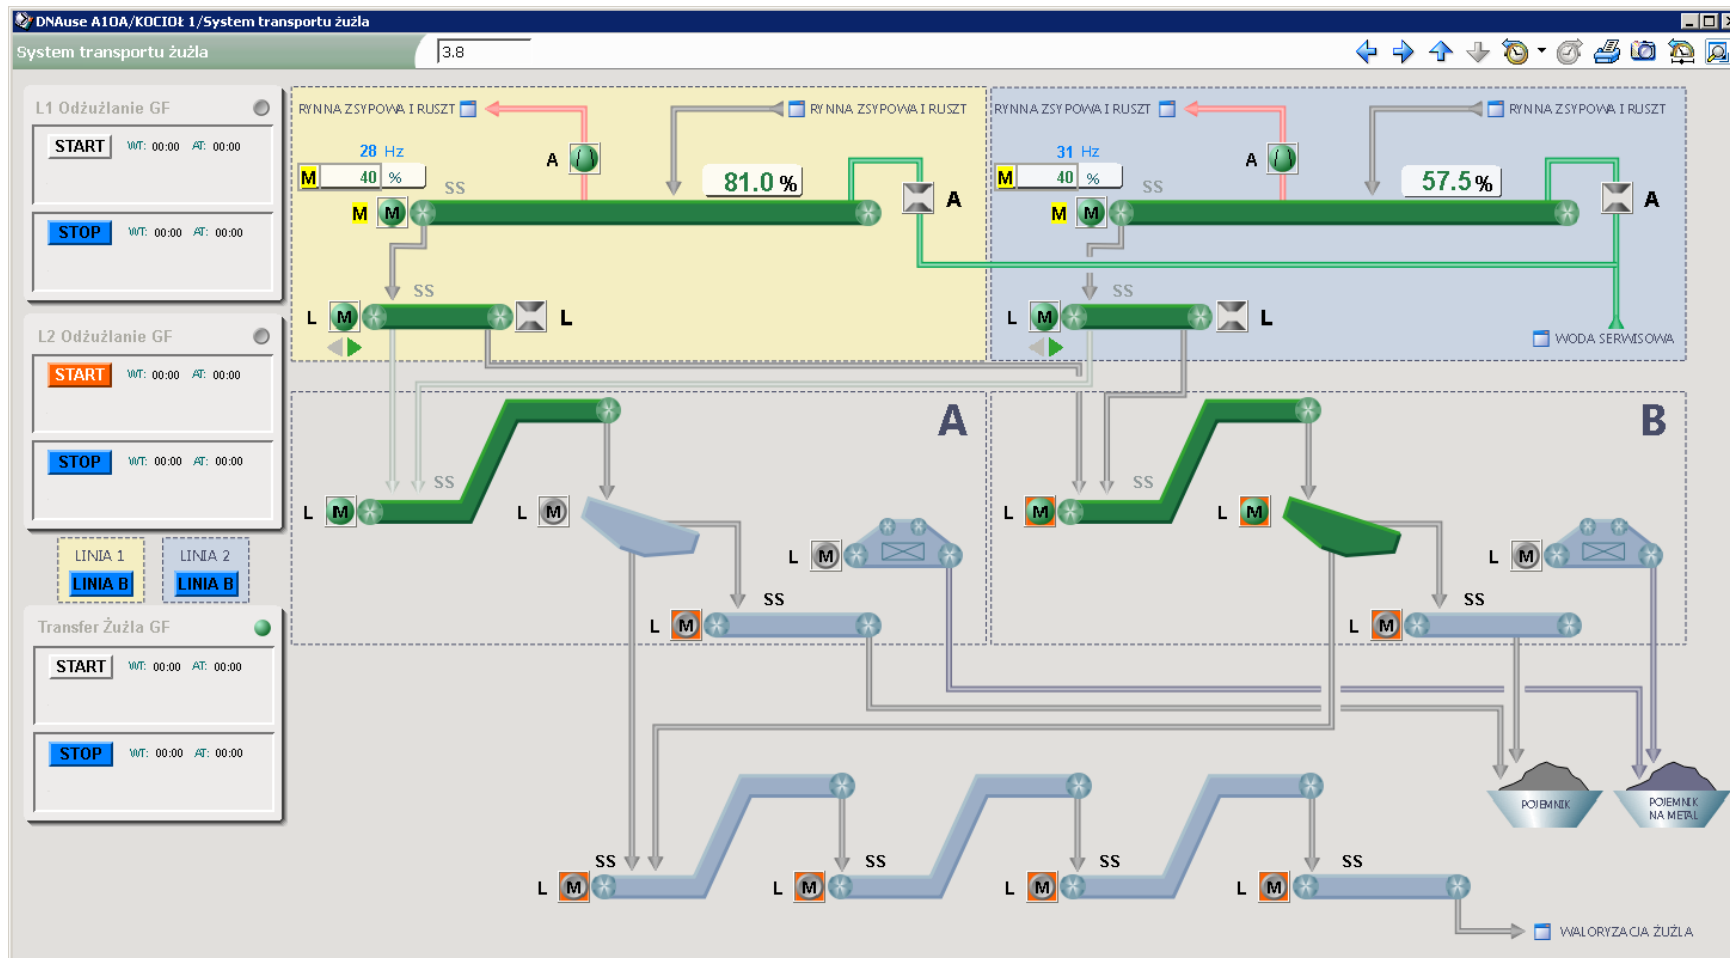 DNAuse A10A/KOCIOŁ 1/System transportu żużla
System transportu żużla
3.8
L1 Odżużlanie GF
START WT: 00:00 AT: 00:00
STOP WT: 00:00 AT: 00:00
L2 Odżużlanie GF
START WT: 00:00 AT: 00:00
STOP WT: 00:00 AT: 00:00
LINIA 1 LINIA 2
LINIA B LINIA B
Transfer Żużla GF
START WT: 00:00 AT: 00:00
STOP WT: 00:00 AT: 00:00
RYNNA ZSYPOWA I RUSZT RYNNA ZSYPOWA I RUSZT
28 Hz
A
M 40 %
SS
81.0 %
M M
A
SS
L M
L
RYNNA ZSYPOWA I RUSZT RYNNA ZSYPOWA I RUSZT
31 Hz
A
M 40 %
SS
57.5 %
M M
A
SS
L M
L
WODA SERWISOWA
A
SS
L M
L M
L M
SS
L M
B
SS
L M
L M
L M
SS
L M
POJEMNIK
POJEMNIK
NA METAL
SS SS SS SS
L M L M L M L M
WALORYZACJA ŻUŻLA